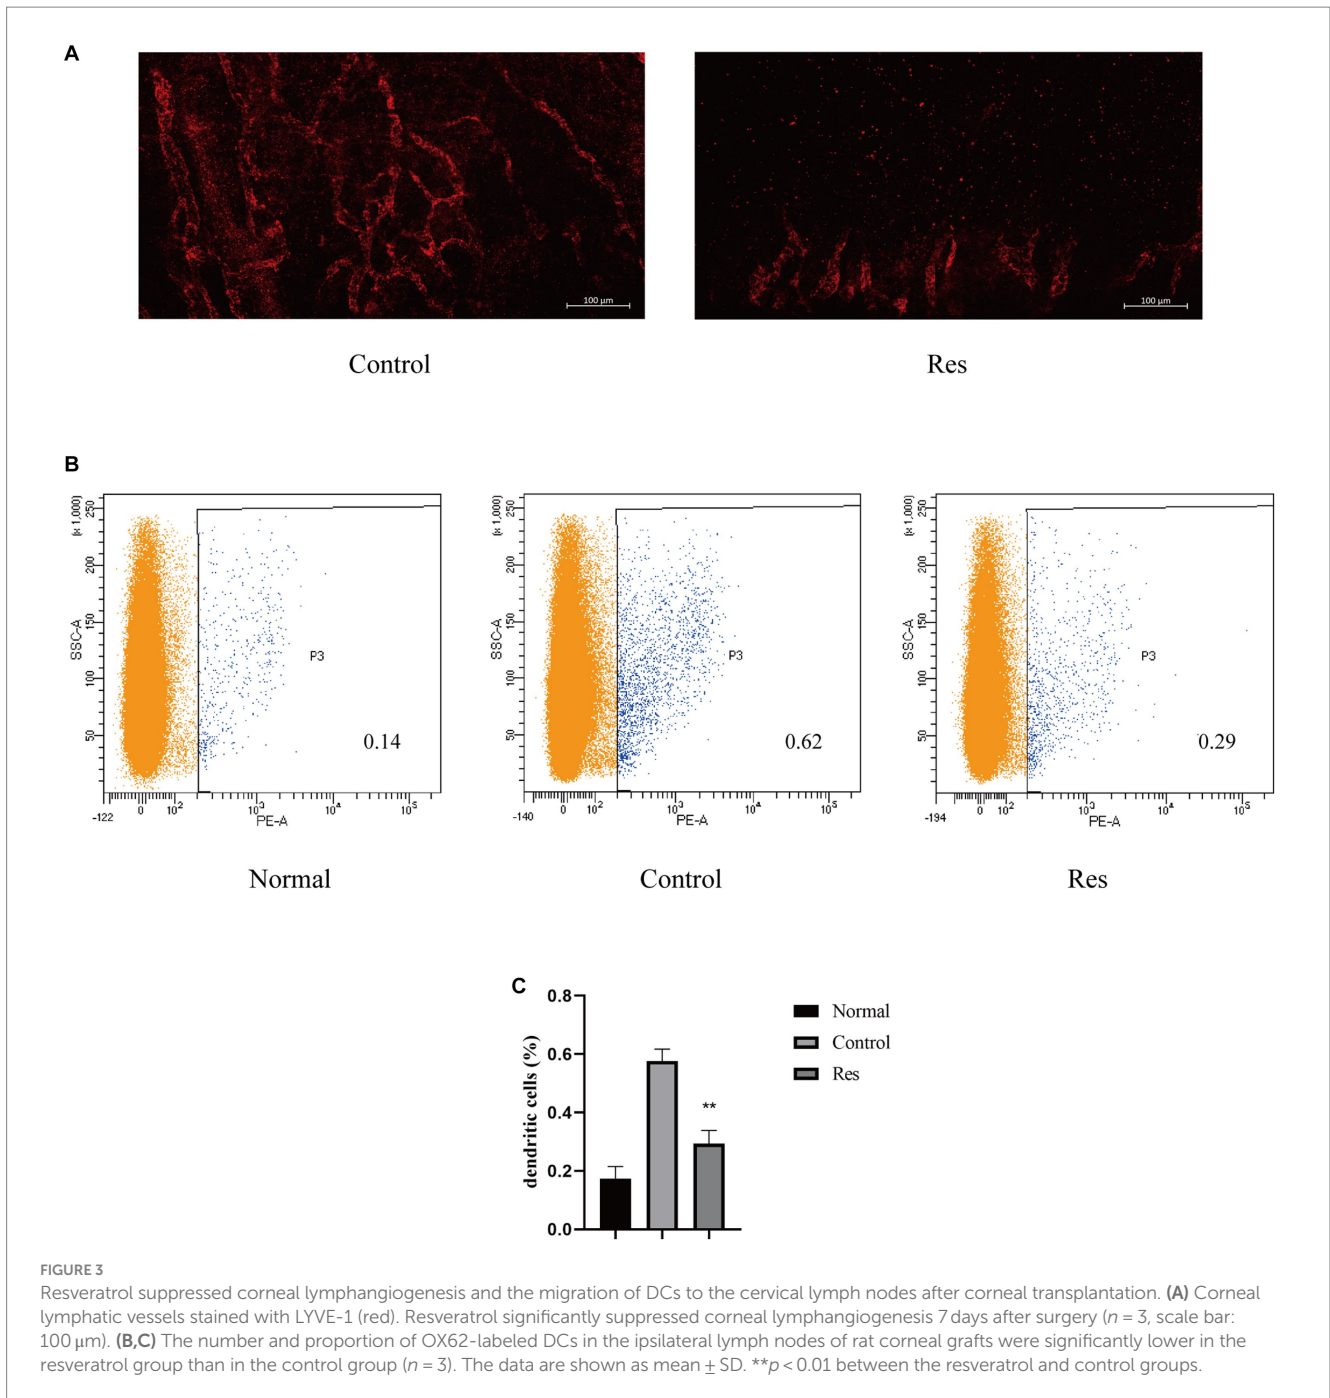 A
100 µm
100 µm
Control
Res
B
(× 1,000)
250
200
150
100
50
SSC-A
P3
0.14
-122
0
10²
10³
10⁴
10⁵
PE-A
Normal
(× 1,000)
250
200
150
100
50
SSC-A
P3
0.62
-140
0
10²
10³
10⁴
10⁵
PE-A
Control
(× 1,000)
250
200
150
100
50
SSC-A
P3
0.29
-194
0
10²
10³
10⁴
10⁵
PE-A
Res
C
0.8
0.6
0.4
0.2
0.0
dendritic cells (%)
**
Normal
Control
Res
FIGURE 3
Resveratrol suppressed corneal lymphangiogenesis and the migration of DCs to the cervical lymph nodes after corneal transplantation. (A) Corneal
lymphatic vessels stained with LYVE-1 (red). Resveratrol significantly suppressed corneal lymphangiogenesis 7 days after surgery (n = 3, scale bar:
100 µm). (B,C) The number and proportion of OX62-labeled DCs in the ipsilateral lymph nodes of rat corneal grafts were significantly lower in the
resveratrol group than in the control group (n = 3). The data are shown as mean ± SD. **p < 0.01 between the resveratrol and control groups.